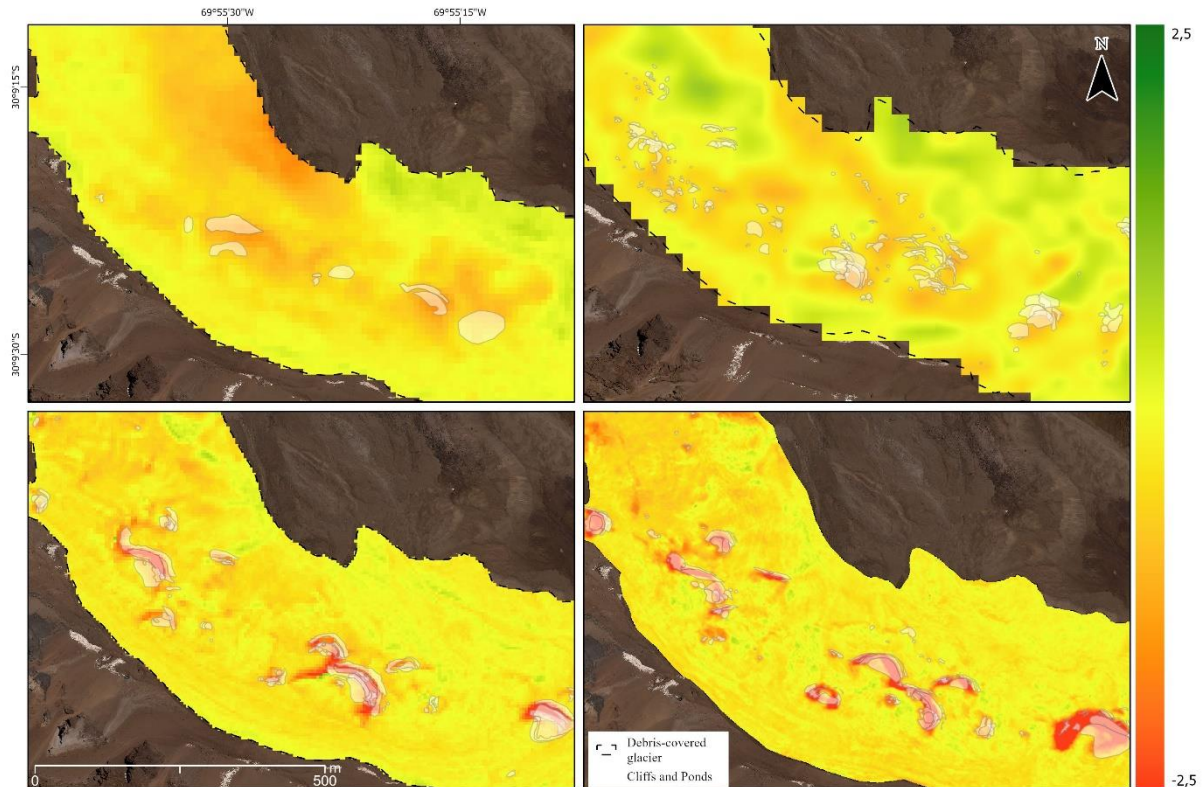 69°55'30"W
69°55'15"W
30°9'15"S
30°9'30"S
N
2,5
-2,5
Debris-covered
glacier
Cliffs and Ponds
0
500
m